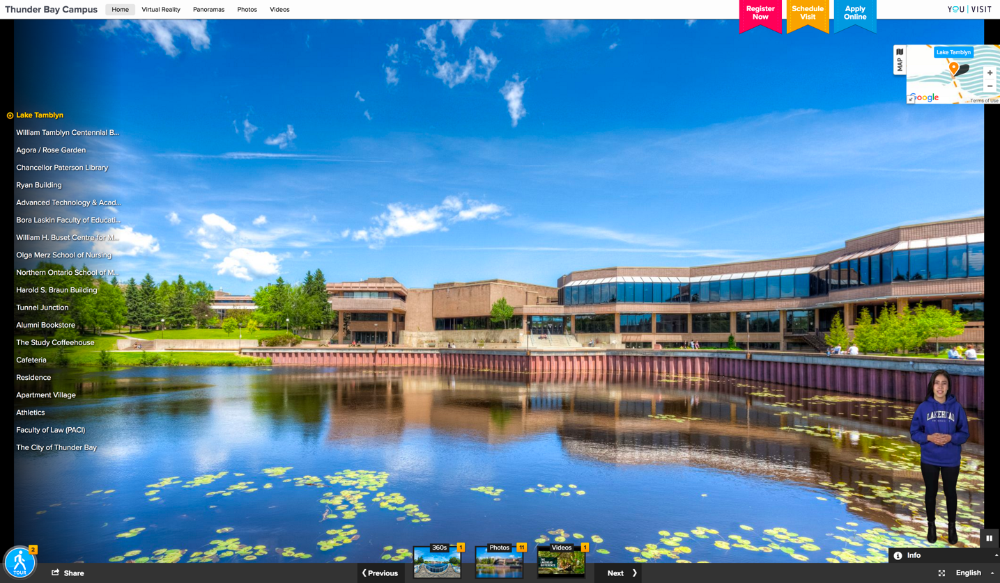 Thunder Bay Campus
Home
Virtual Reality
Panoramas
Photos
Videos
Register
Now
Schedule
Visit
Apply
Online
YOU | VISIT
MAP
Lake Tamblyn
+
−
Google
Terms of Use
Lake Tamblyn
William Tamblyn Centennial B...
Agora / Rose Garden
Chancellor Paterson Library
Ryan Building
Advanced Technology & Acad...
Bora Laskin Faculty of Educati...
William H. Buset Centre for M...
Olga Merz School of Nursing
Northern Ontario School of M...
Harold S. Braun Building
Tunnel Junction
Alumni Bookstore
The Study Coffeehouse
Cafeteria
Residence
Apartment Village
Athletics
Faculty of Law (PACI)
The City of Thunder Bay
LAKEHEAD
2
TOUR
Share
Previous
360s
1
Photos
11
Videos
1
THE
LAKEHEAD
DIFFERENCE
Next
Info
English